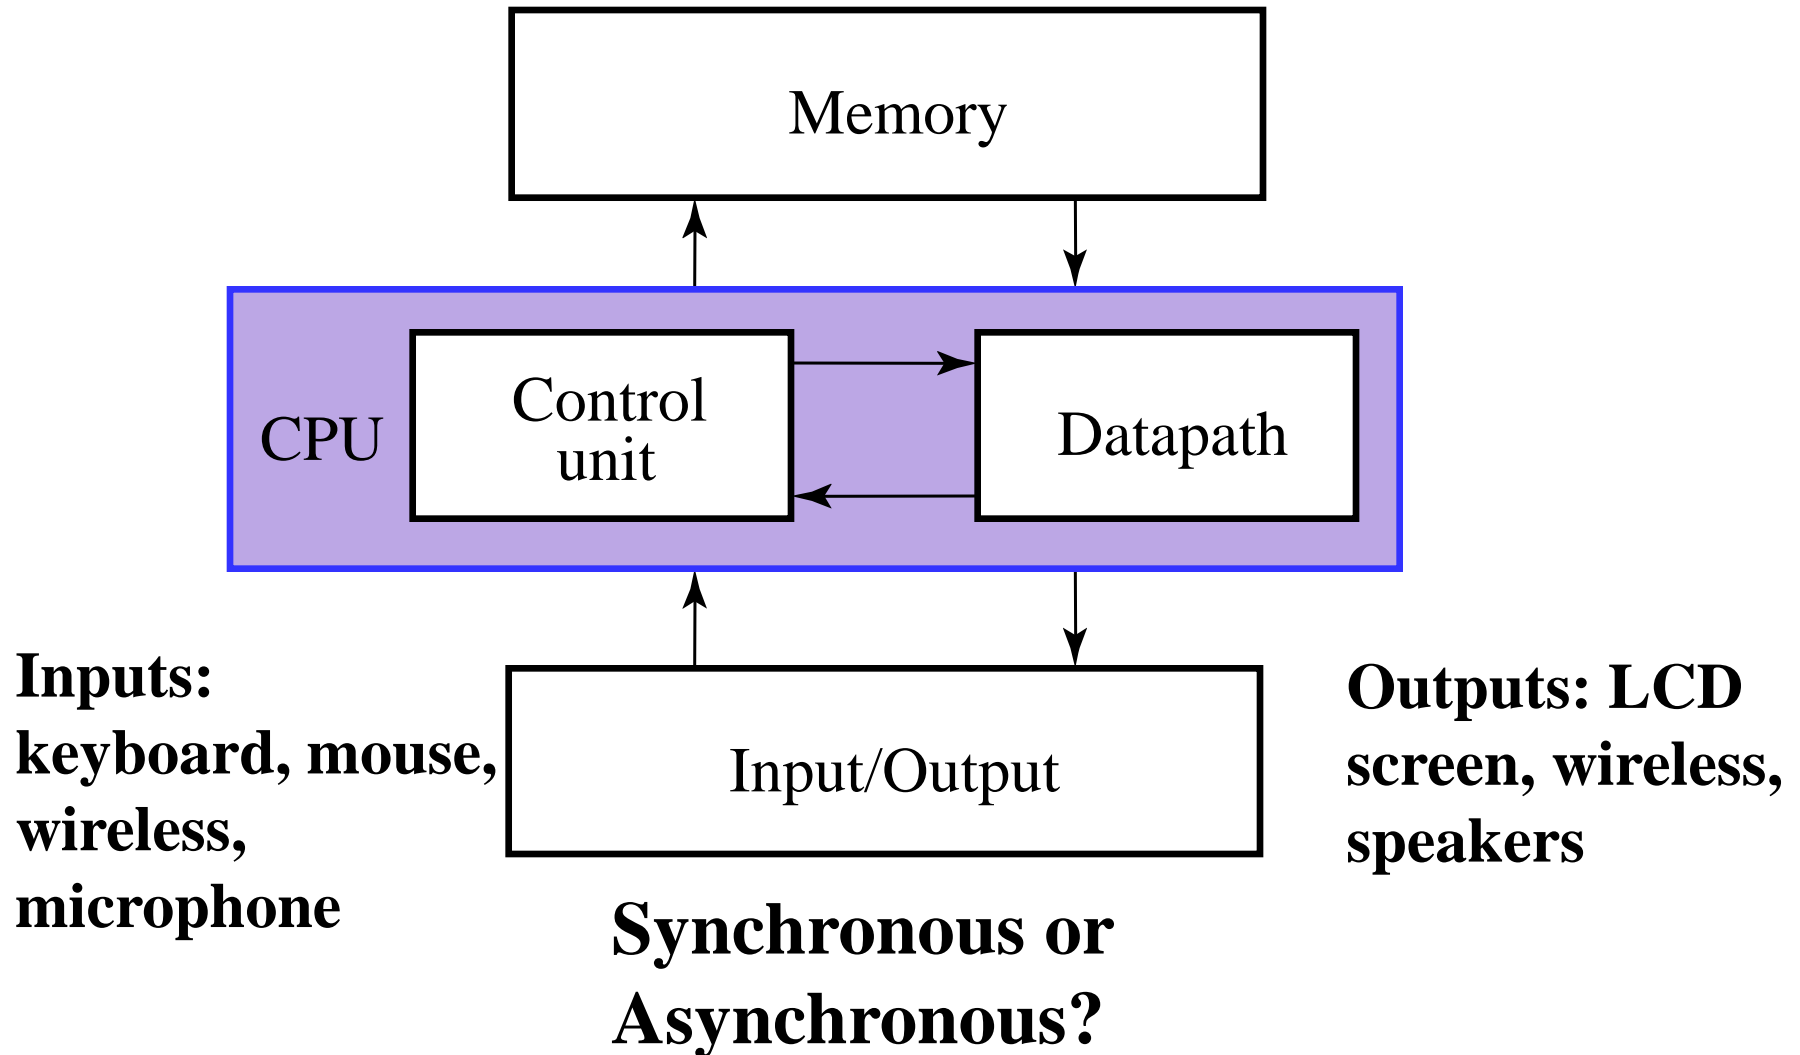 Memory
CPU
Control
unit
Datapath
Inputs:
keyboard, mouse,
wireless,
microphone
Input/Output
Outputs: LCD
screen, wireless,
speakers
Synchronous or
Asynchronous?